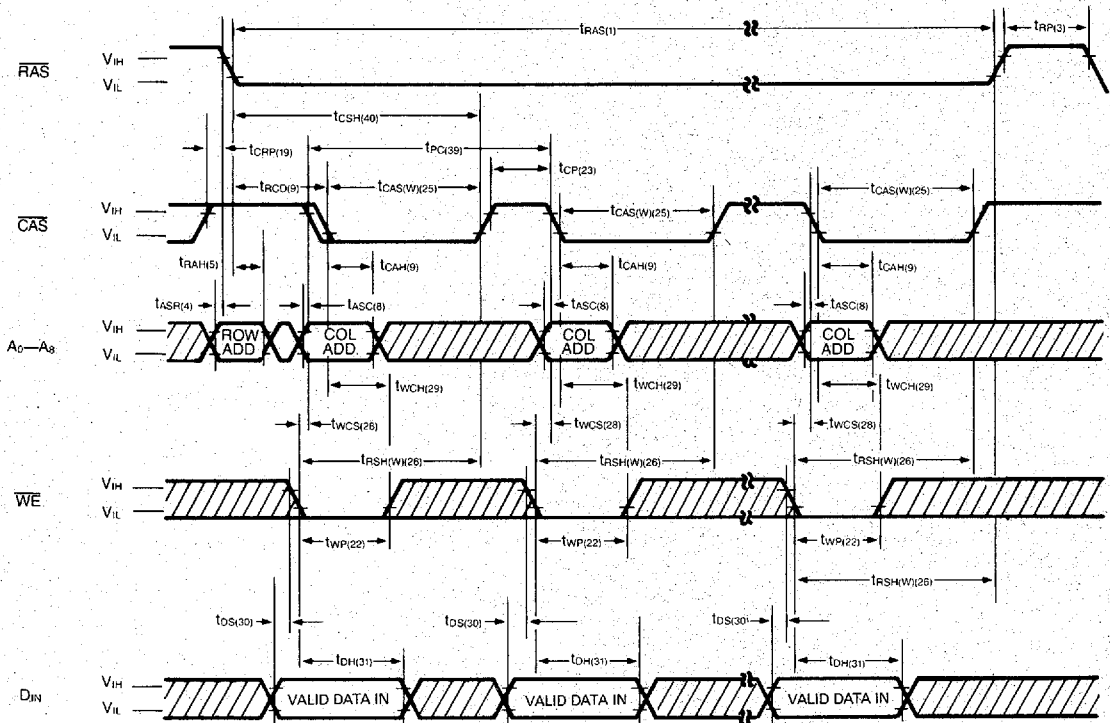 tRAS(1) tRP(3)
RAS VIH
VIL
tCSH(40)
tCRP(19) tPC(39)
tCP(23)
tRCD(9) tCAS(W)(25) tCAS(W)(25) tCAS(W)(25)
CAS VIH
VIL
tRAH(5) tCAH(9) tCAH(9) tCAH(9)
tASR(4) tASC(8) tASC(8) tASC(8)
A0—A8 VIH
VIL
ROW ADD COL ADD. COL ADD COL ADD
tWCH(29) tWCH(29) tWCH(29)
tWCS(26) tWCS(28) tWCS(28)
tRSH(W)(26) tRSH(W)(26) tRSH(W)(26)
WE VIH
VIL
tWP(22) tWP(22) tWP(22)
tRSH(W)(26)
tDS(30) tDS(30) tDS(30)
tDH(31) tDH(31) tDH(31)
DIN VIH
VIL
VALID DATA IN VALID DATA IN VALID DATA IN